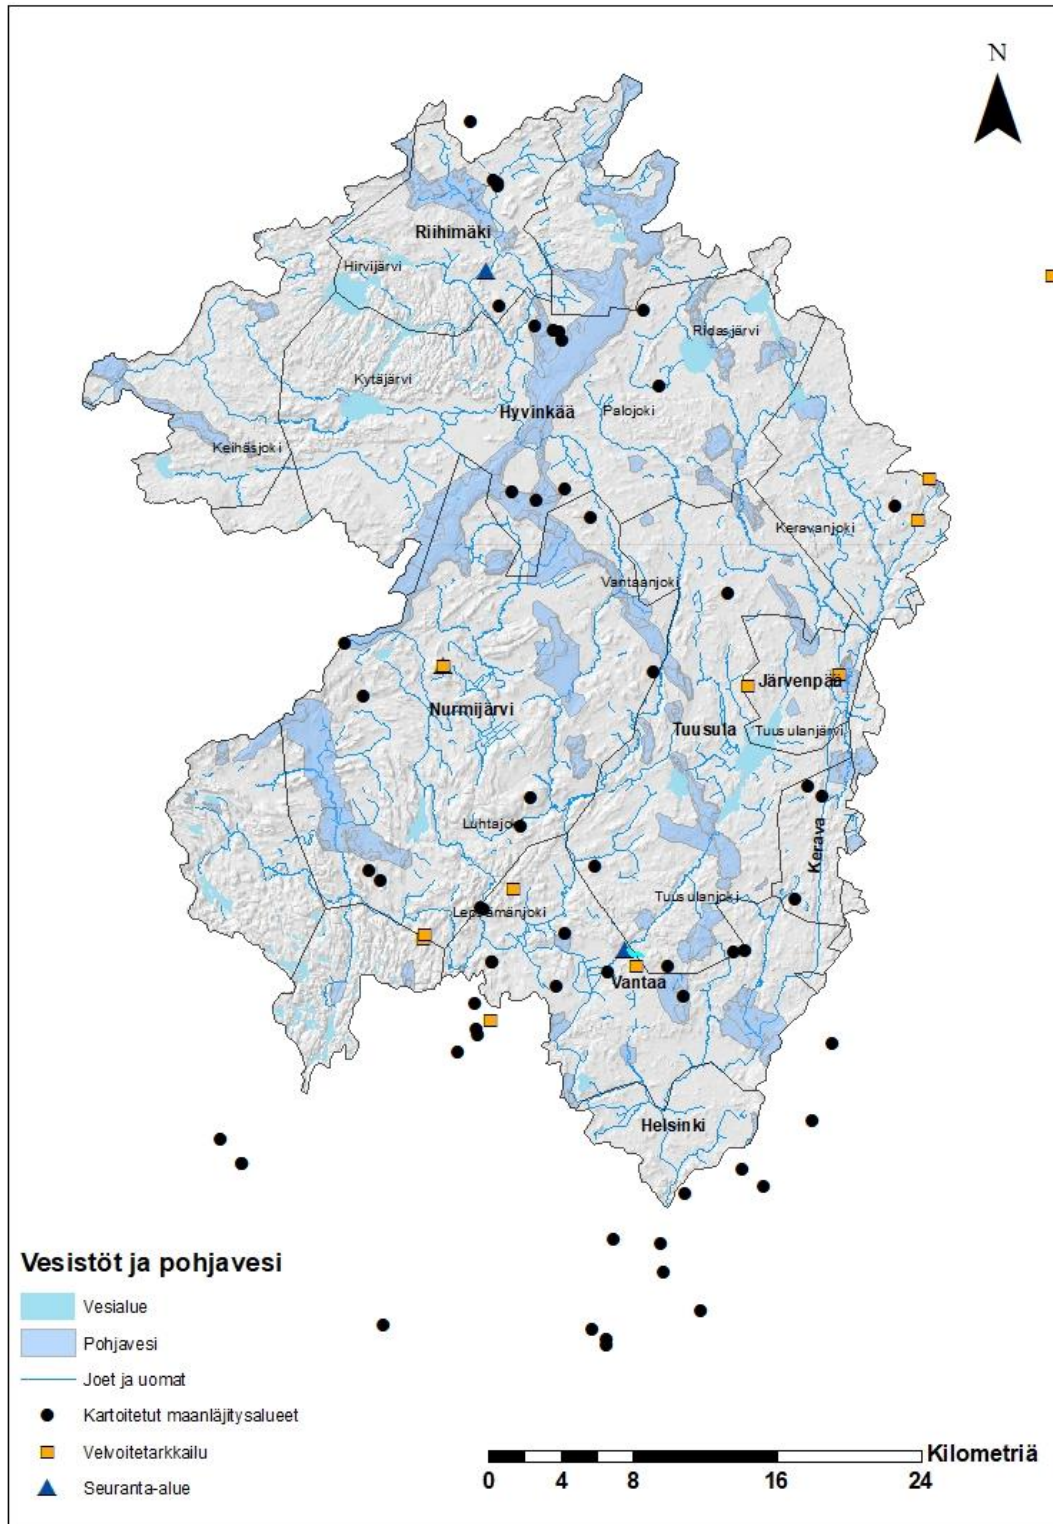 N
Riihimäki
Hirvijärvi
Ridasjärvi
Kytäjärvi
Hyvinkää
Palojoki
Keihäsjoki
Keravanjoki
Vantaanjoki
Järvenpää
Nurmijärvi
Tuusula
Tuusulanjärvi
Luhtajoki
Kerava
Tuusulanjoki
Lepsämänjoki
Vantaa
Helsinki
Vesistöt ja pohjavesi
Vesialue
Pohjavesi
Joet ja uomat
Kartoitetut maanläjitysalueet
Velvoitetarkkailu
Seuranta-alue
Kilometriä
0 4 8 16 24